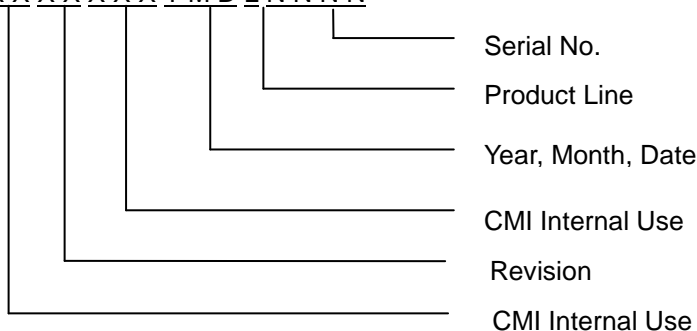 Serial No.
Product Line
Year, Month, Date
CMI Internal Use
Revision
CMI Internal Use